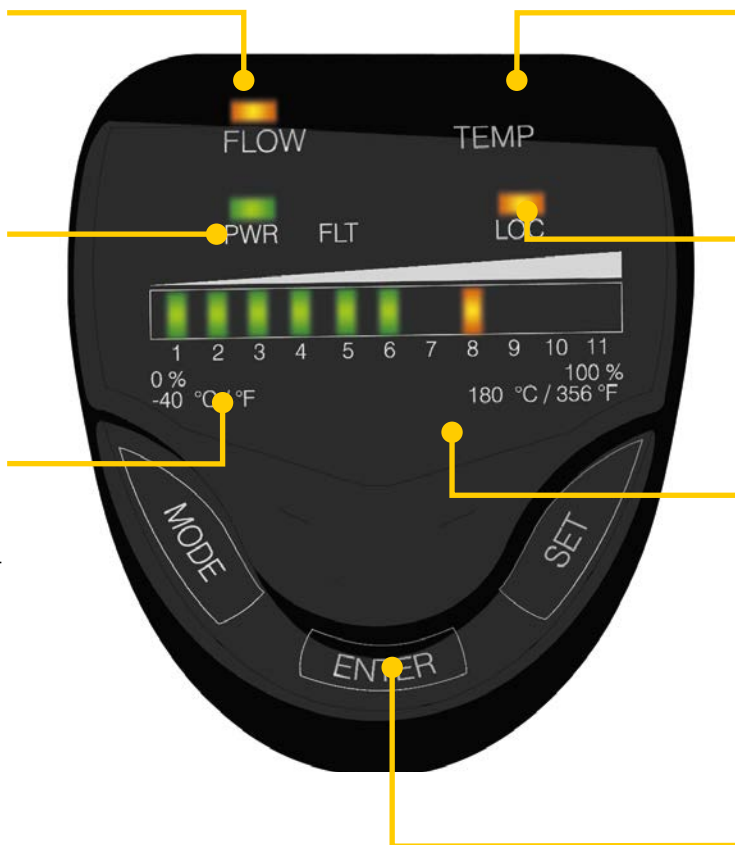 FLOW TEMP
PWR FLT LOC
1 2 3 4 5 6 7 8 9 10 11
0 % 100 %
-40 °C / °F 180 °C / 356 °F
MODE SET
ENTER